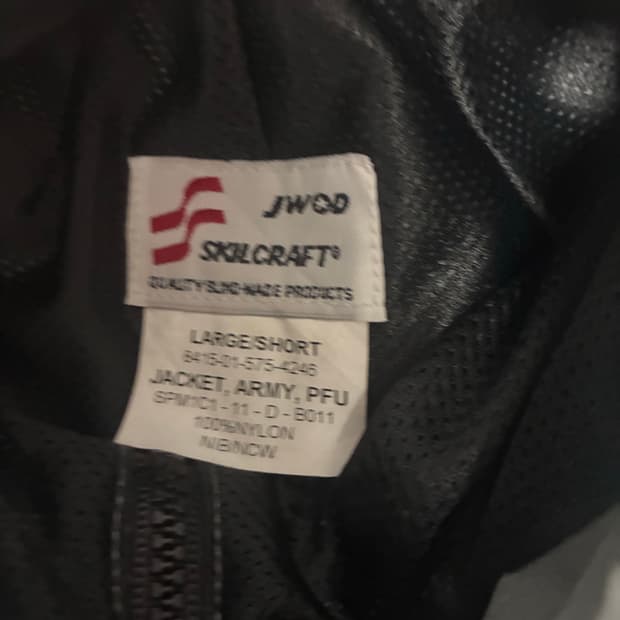 JWOD
SKILCRAFT®
QUALITY BLIND-MADE PRODUCTS
LARGE/SHORT
8415-01-575-4246
JACKET, ARMY, PFU
SPM1C1-11-D-B011
100%NYLON
NIB/NCW